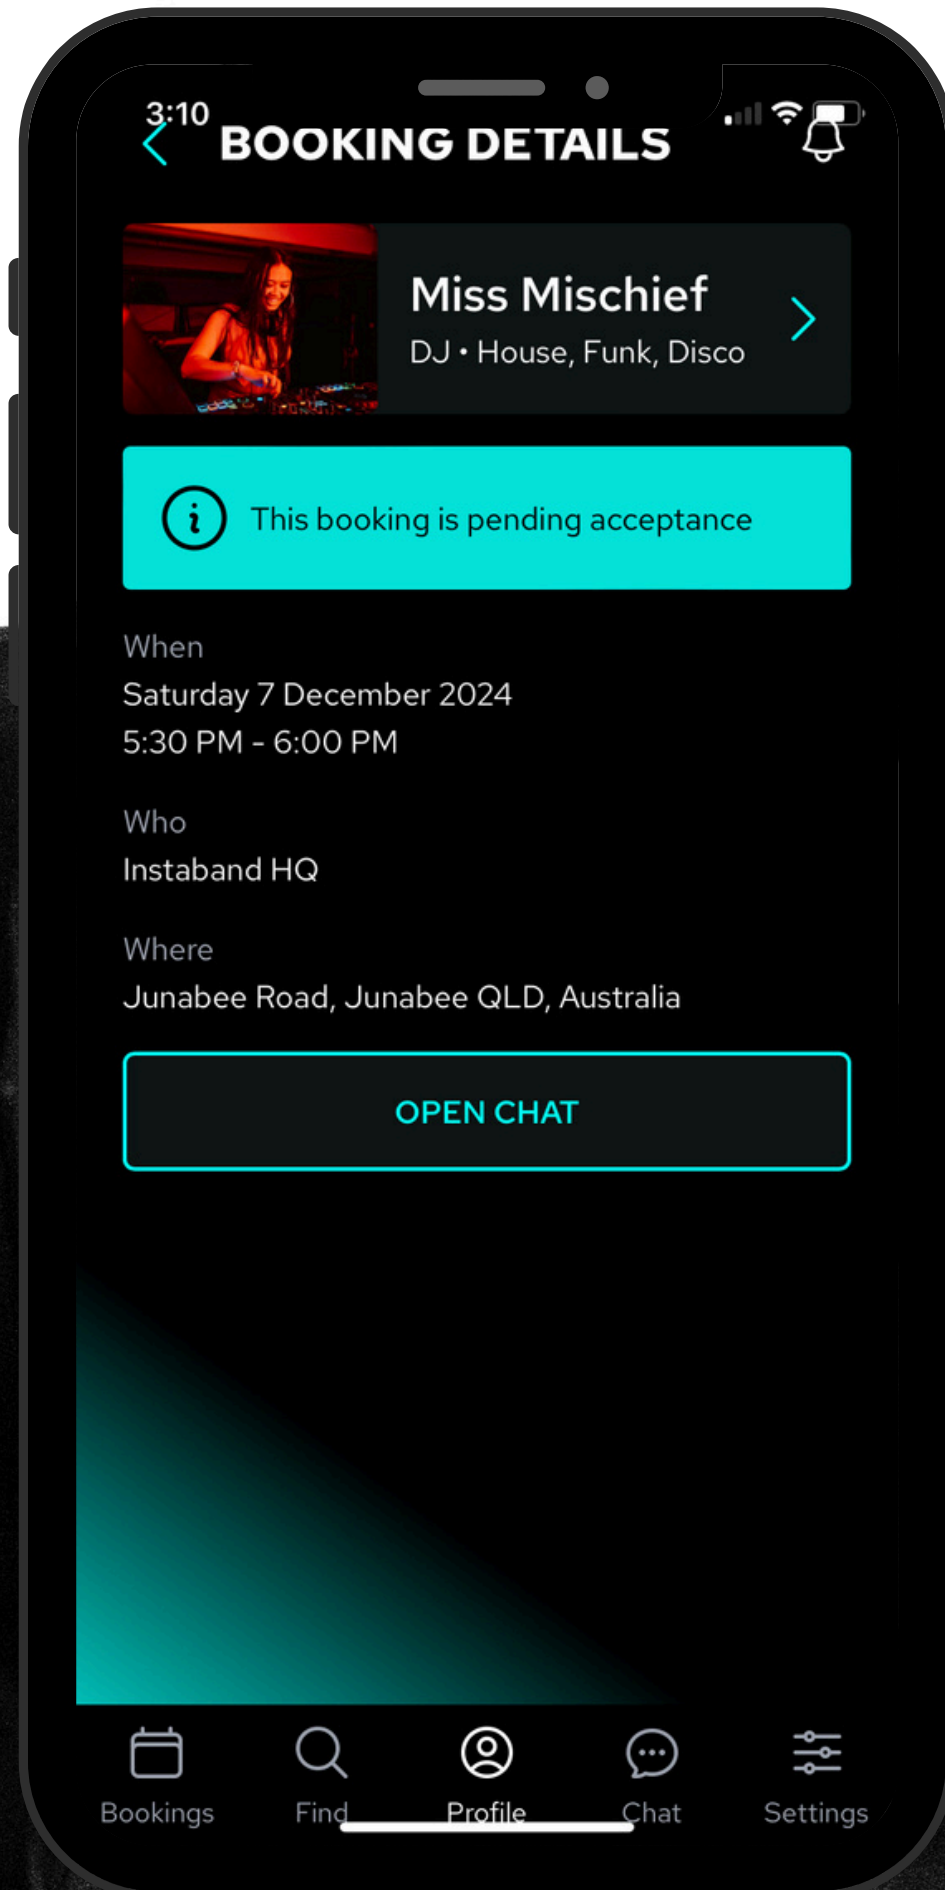 3:10
BOOKING DETAILS
Miss Mischief
DJ • House, Funk, Disco
This booking is pending acceptance
When
Saturday 7 December 2024
5:30 PM - 6:00 PM
Who
Instaband HQ
Where
Junabee Road, Junabee QLD, Australia
OPEN CHAT
Bookings
Find
Profile
Chat
Settings